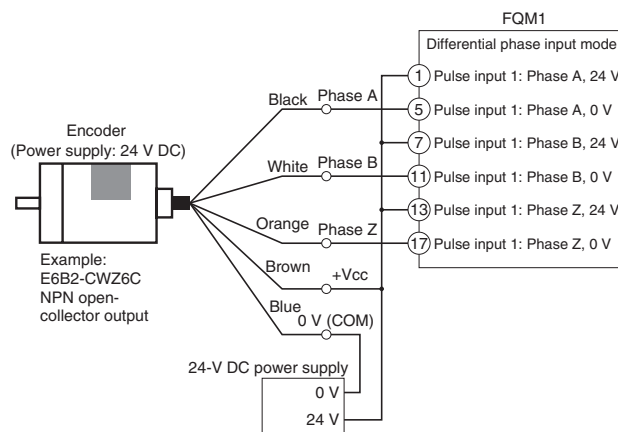 FQM1
Differential phase input mode
1 Pulse input 1: Phase A, 24 V
Black Phase A
5 Pulse input 1: Phase A, 0 V
Encoder
(Power supply: 24 V DC)
7 Pulse input 1: Phase B, 24 V
White Phase B
11 Pulse input 1: Phase B, 0 V
13 Pulse input 1: Phase Z, 24 V
Orange Phase Z
17 Pulse input 1: Phase Z, 0 V
Example:
E6B2-CWZ6C
NPN open-
collector output
Brown +Vcc
Blue 0 V (COM)
24-V DC power supply
0 V
24 V